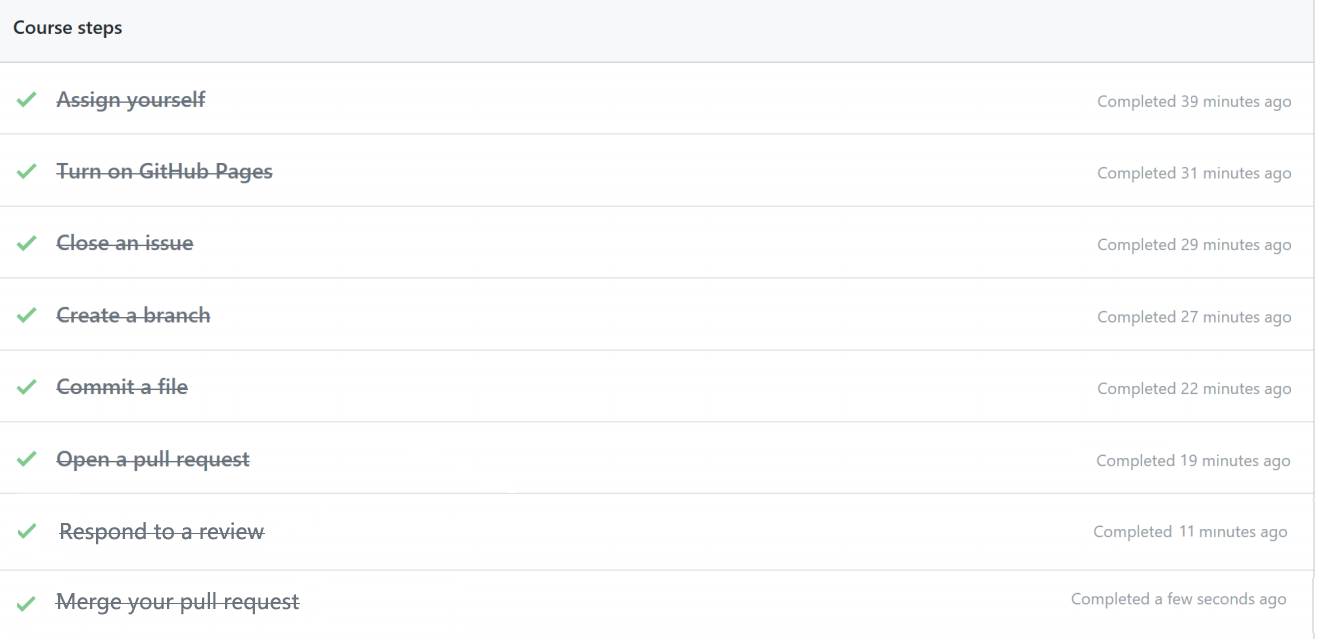 Course steps
Assign yourself Completed 39 minutes ago
Turn on GitHub Pages Completed 31 minutes ago
Close an issue Completed 29 minutes ago
Create a branch Completed 27 minutes ago
Commit a file Completed 22 minutes ago
Open a pull request Completed 19 minutes ago
Respond to a review Completed 11 minutes ago
Merge your pull request Completed a few seconds ago